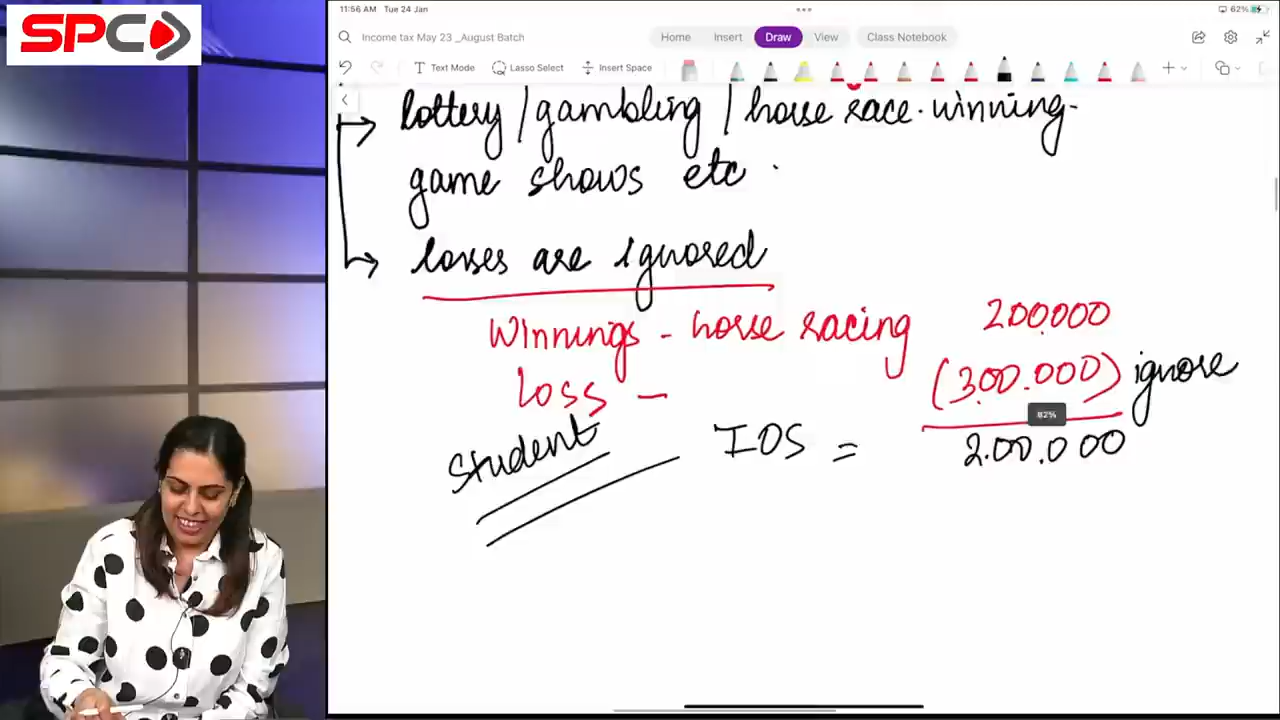 SPC
11:56 AM Tue 24 Jan
62%
Income tax May 23 _August Batch
Home Insert Draw View Class Notebook
Text Mode Lasso Select Insert Space
lottery / gambling / horse race. winning.
game shows etc.
losses are ignored
Winnings - horse racing 200.000
loss - (3.00.000) ignore
82%
Student IOS = 2.00.000